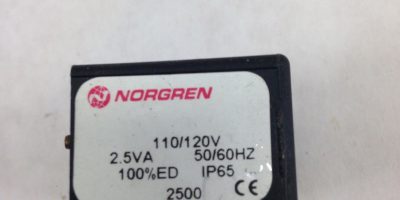 NORGREN
110/120V
2.5VA 50/60HZ
100%ED IP65
2500 CE